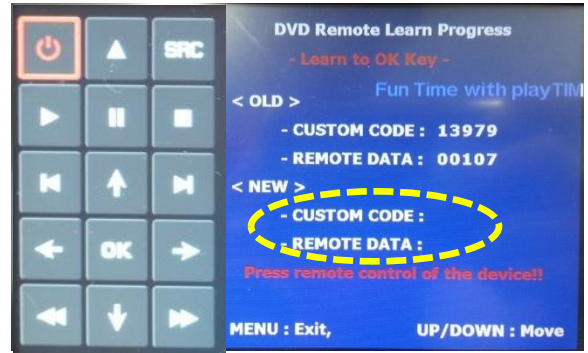 SRC
OK
DVD Remote Learn Progress
- Learn to OK Key -
Fun Time with playTIM
< OLD >
- CUSTOM CODE : 13979
- REMOTE DATA : 00107
< NEW >
- CUSTOM CODE :
- REMOTE DATA :
Press remote control of the device!!
MENU : Exit, UP/DOWN : Move